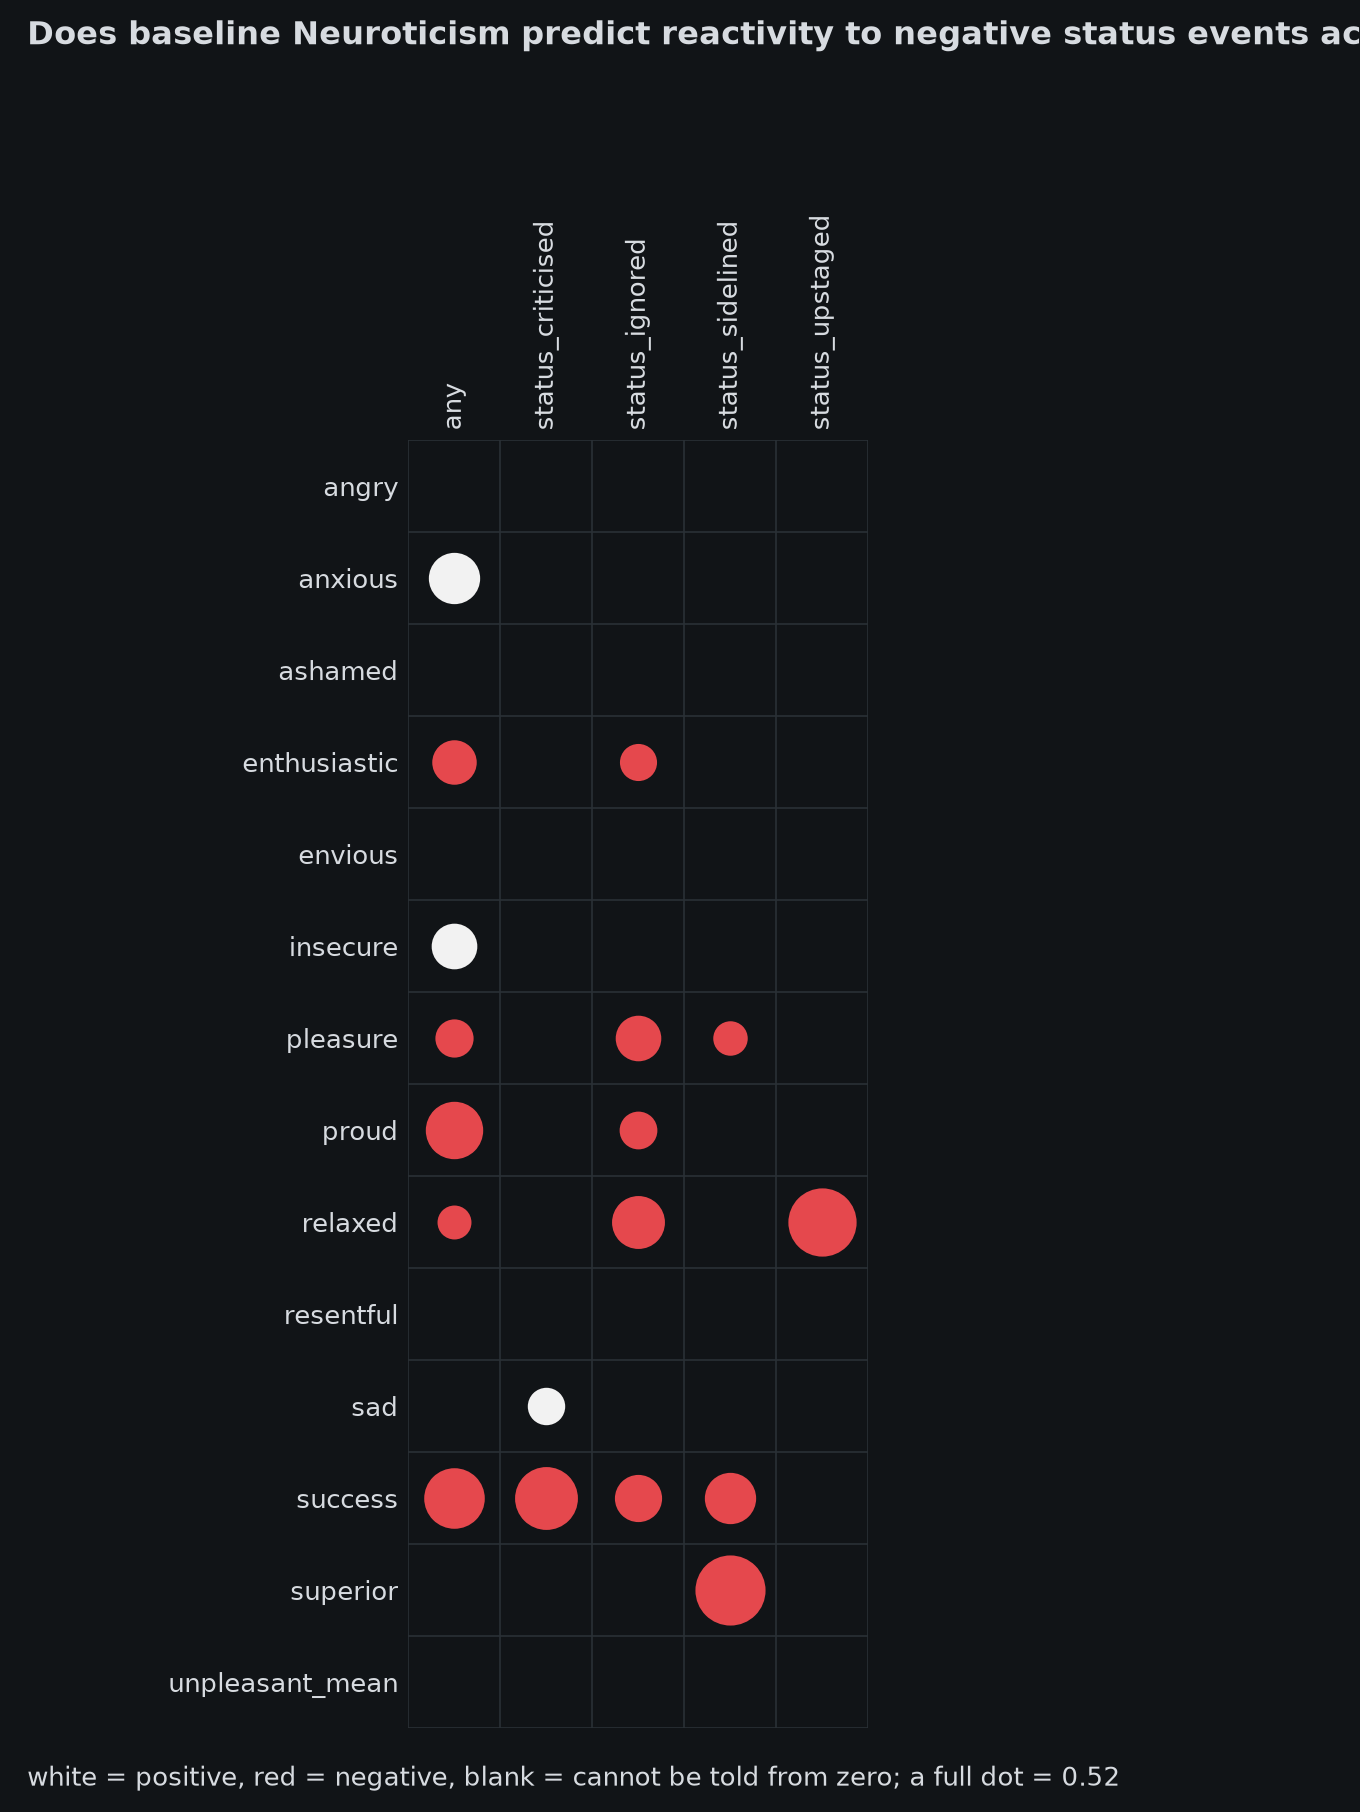 Does baseline Neuroticism predict reactivity to negative status events ac
any
status_criticised
status_ignored
status_sidelined
status_upstaged
angry
anxious
ashamed
enthusiastic
envious
insecure
pleasure
proud
relaxed
resentful
sad
success
superior
unpleasant_mean
white = positive, red = negative, blank = cannot be told from zero; a full dot = 0.52